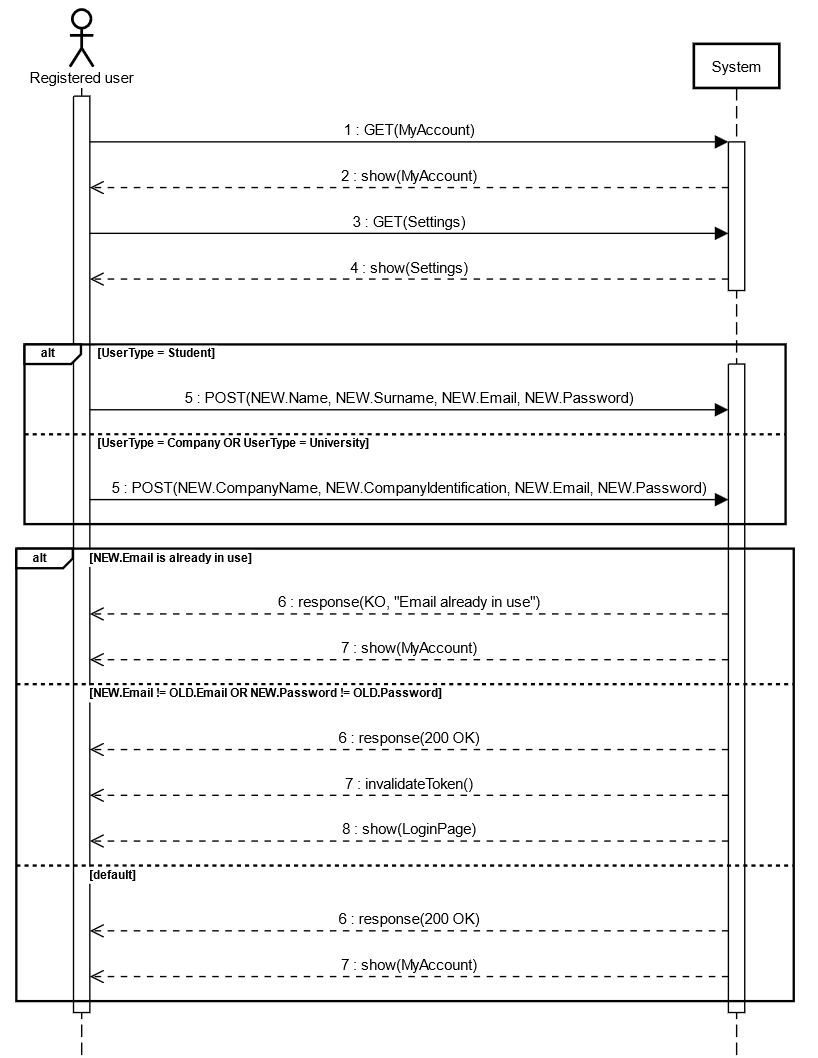 Registered user
System
1 : GET(MyAccount)
2 : show(MyAccount)
3 : GET(Settings)
4 : show(Settings)
alt
[UserType = Student]
5 : POST(NEW.Name, NEW.Surname, NEW.Email, NEW.Password)
[UserType = Company OR UserType = University]
5 : POST(NEW.CompanyName, NEW.CompanyIdentification, NEW.Email, NEW.Password)
alt
[NEW.Email is already in use]
6 : response(KO, "Email already in use")
7 : show(MyAccount)
[NEW.Email != OLD.Email OR NEW.Password != OLD.Password]
6 : response(200 OK)
7 : invalidateToken()
8 : show(LoginPage)
[default]
6 : response(200 OK)
7 : show(MyAccount)